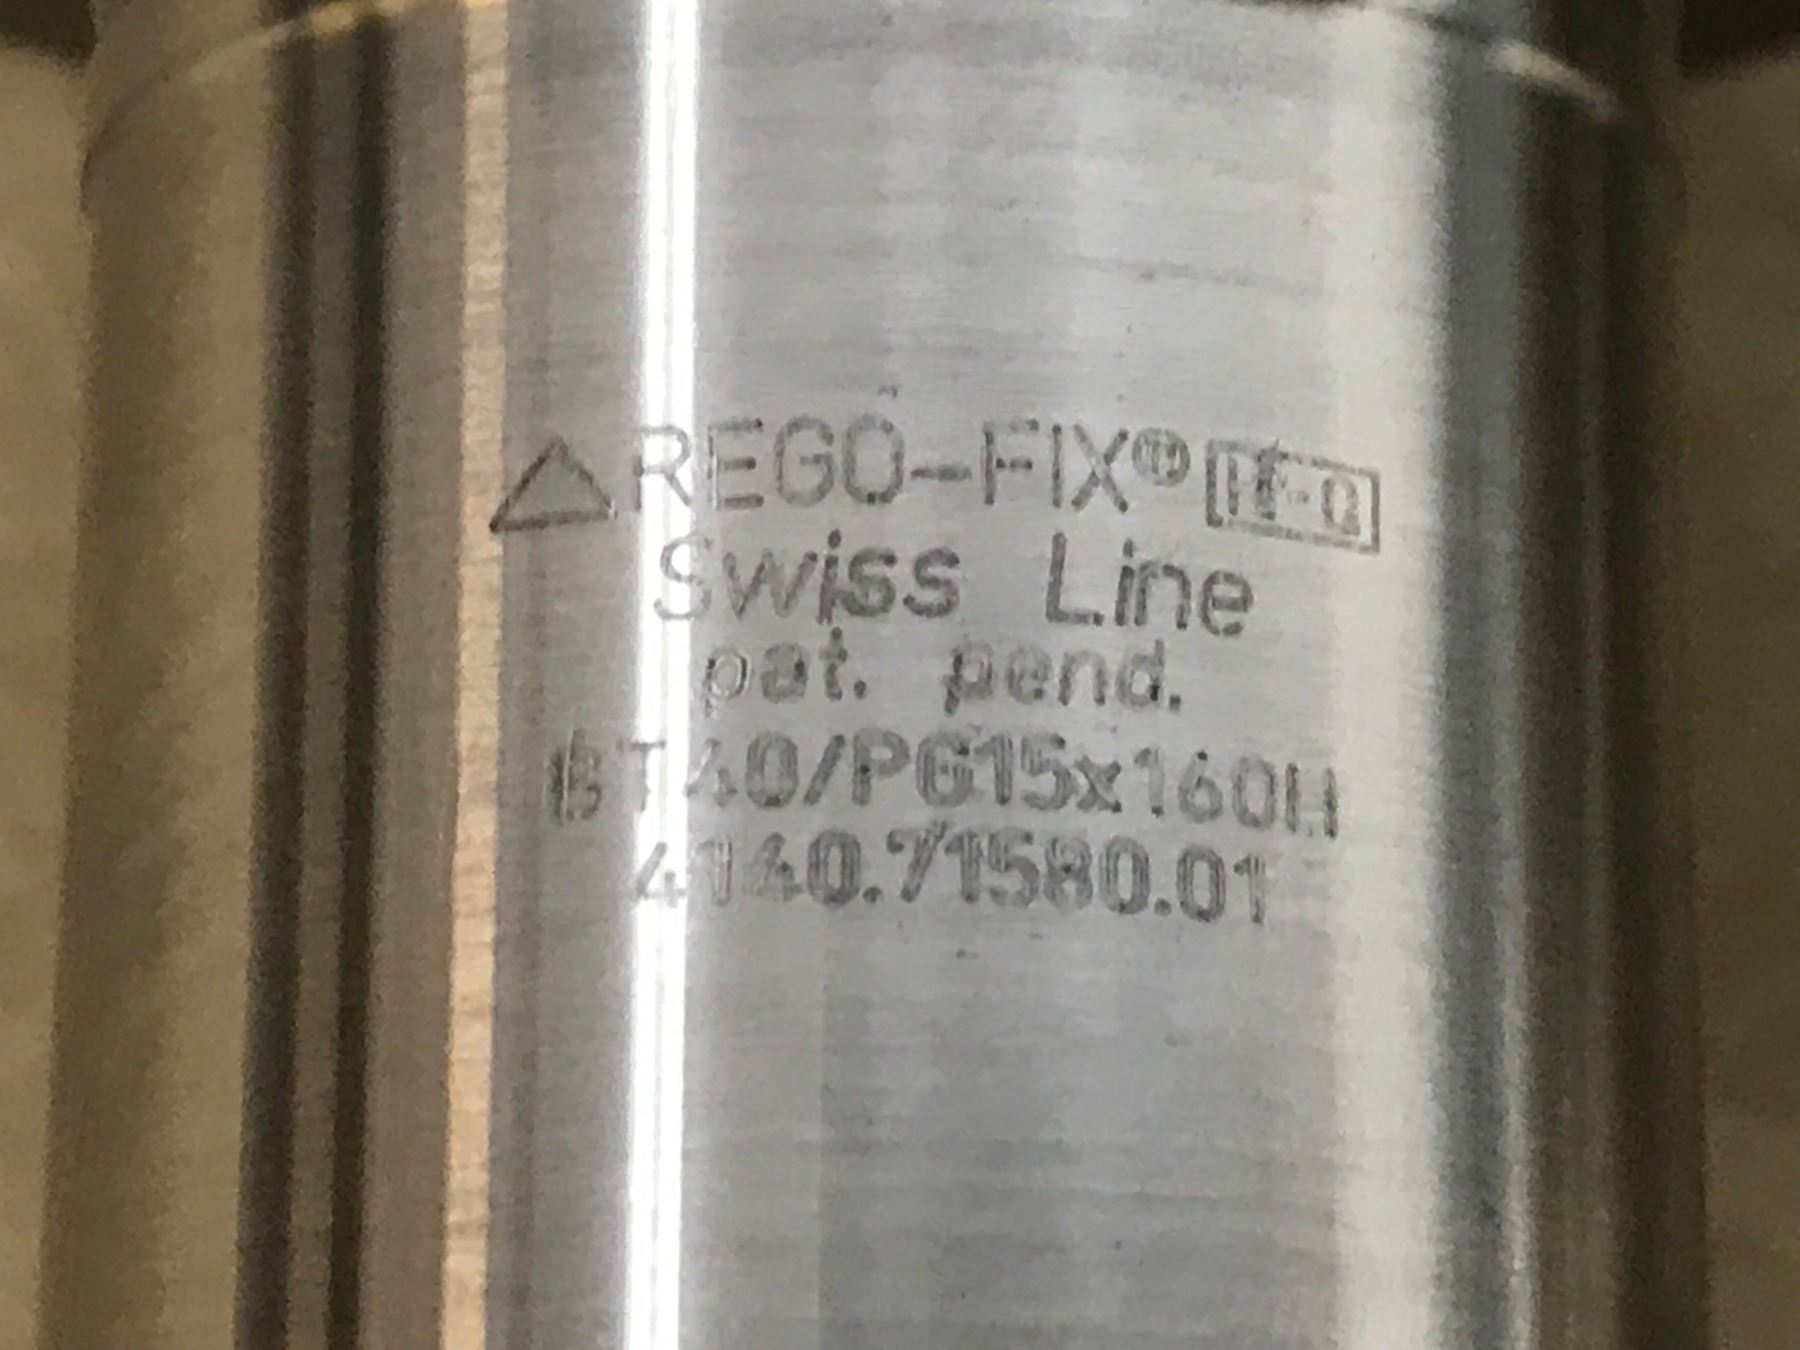 REGO-FIX®
Swiss Line
pat. pend.
BT40/PG15x160H
4140.71580.01